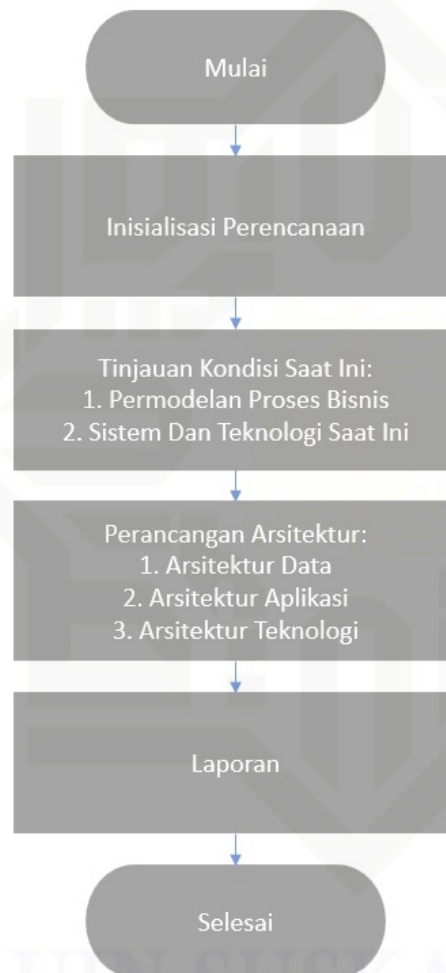 Mulai
Inisialisasi Perencanaan
Tinjauan Kondisi Saat Ini:
1. Permodelan Proses Bisnis
2. Sistem Dan Teknologi Saat Ini
Perancangan Arsitektur:
1. Arsitektur Data
2. Arsitektur Aplikasi
3. Arsitektur Teknologi
Laporan
Selesai